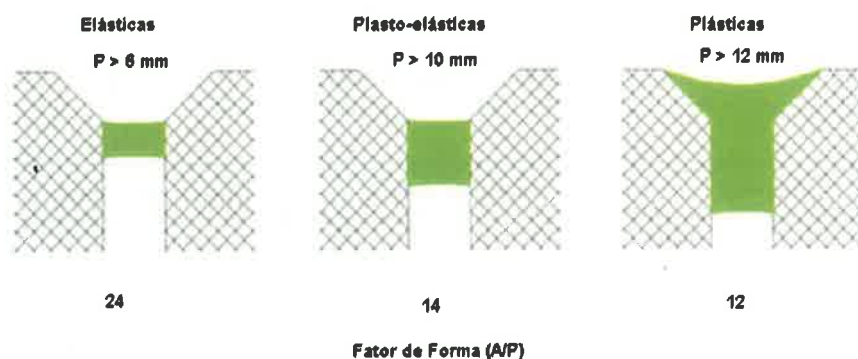 Elásticas Plasto-elásticas Plásticas
P > 6 mm P > 10 mm P > 12 mm
24 14 12
Fator de Forma (A/P)